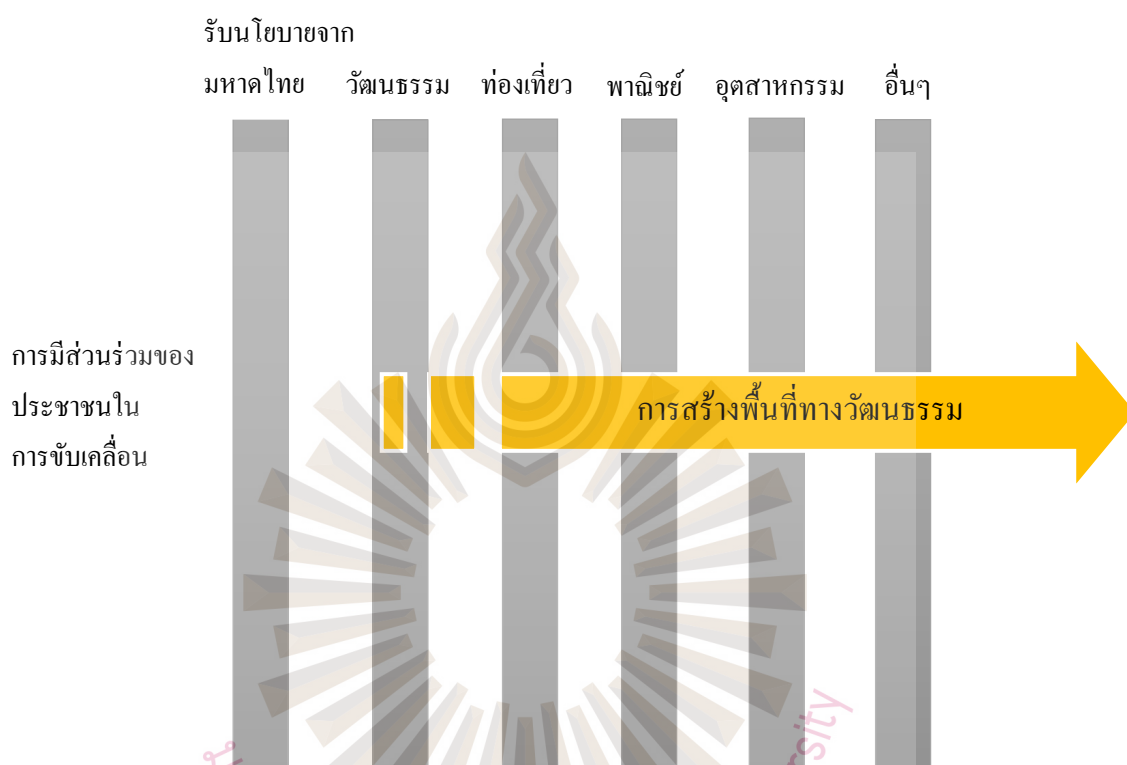 รับนโยบายจาก
มหาดไทย วัฒนธรรม ท่องเที่ยว พาณิชย์ อุตสาหกรรม อื่นๆ
การมีส่วนร่วมของ
ประชาชนใน
การขับเคลื่อน
การสร้างพื้นที่ทางวัฒนธรรม